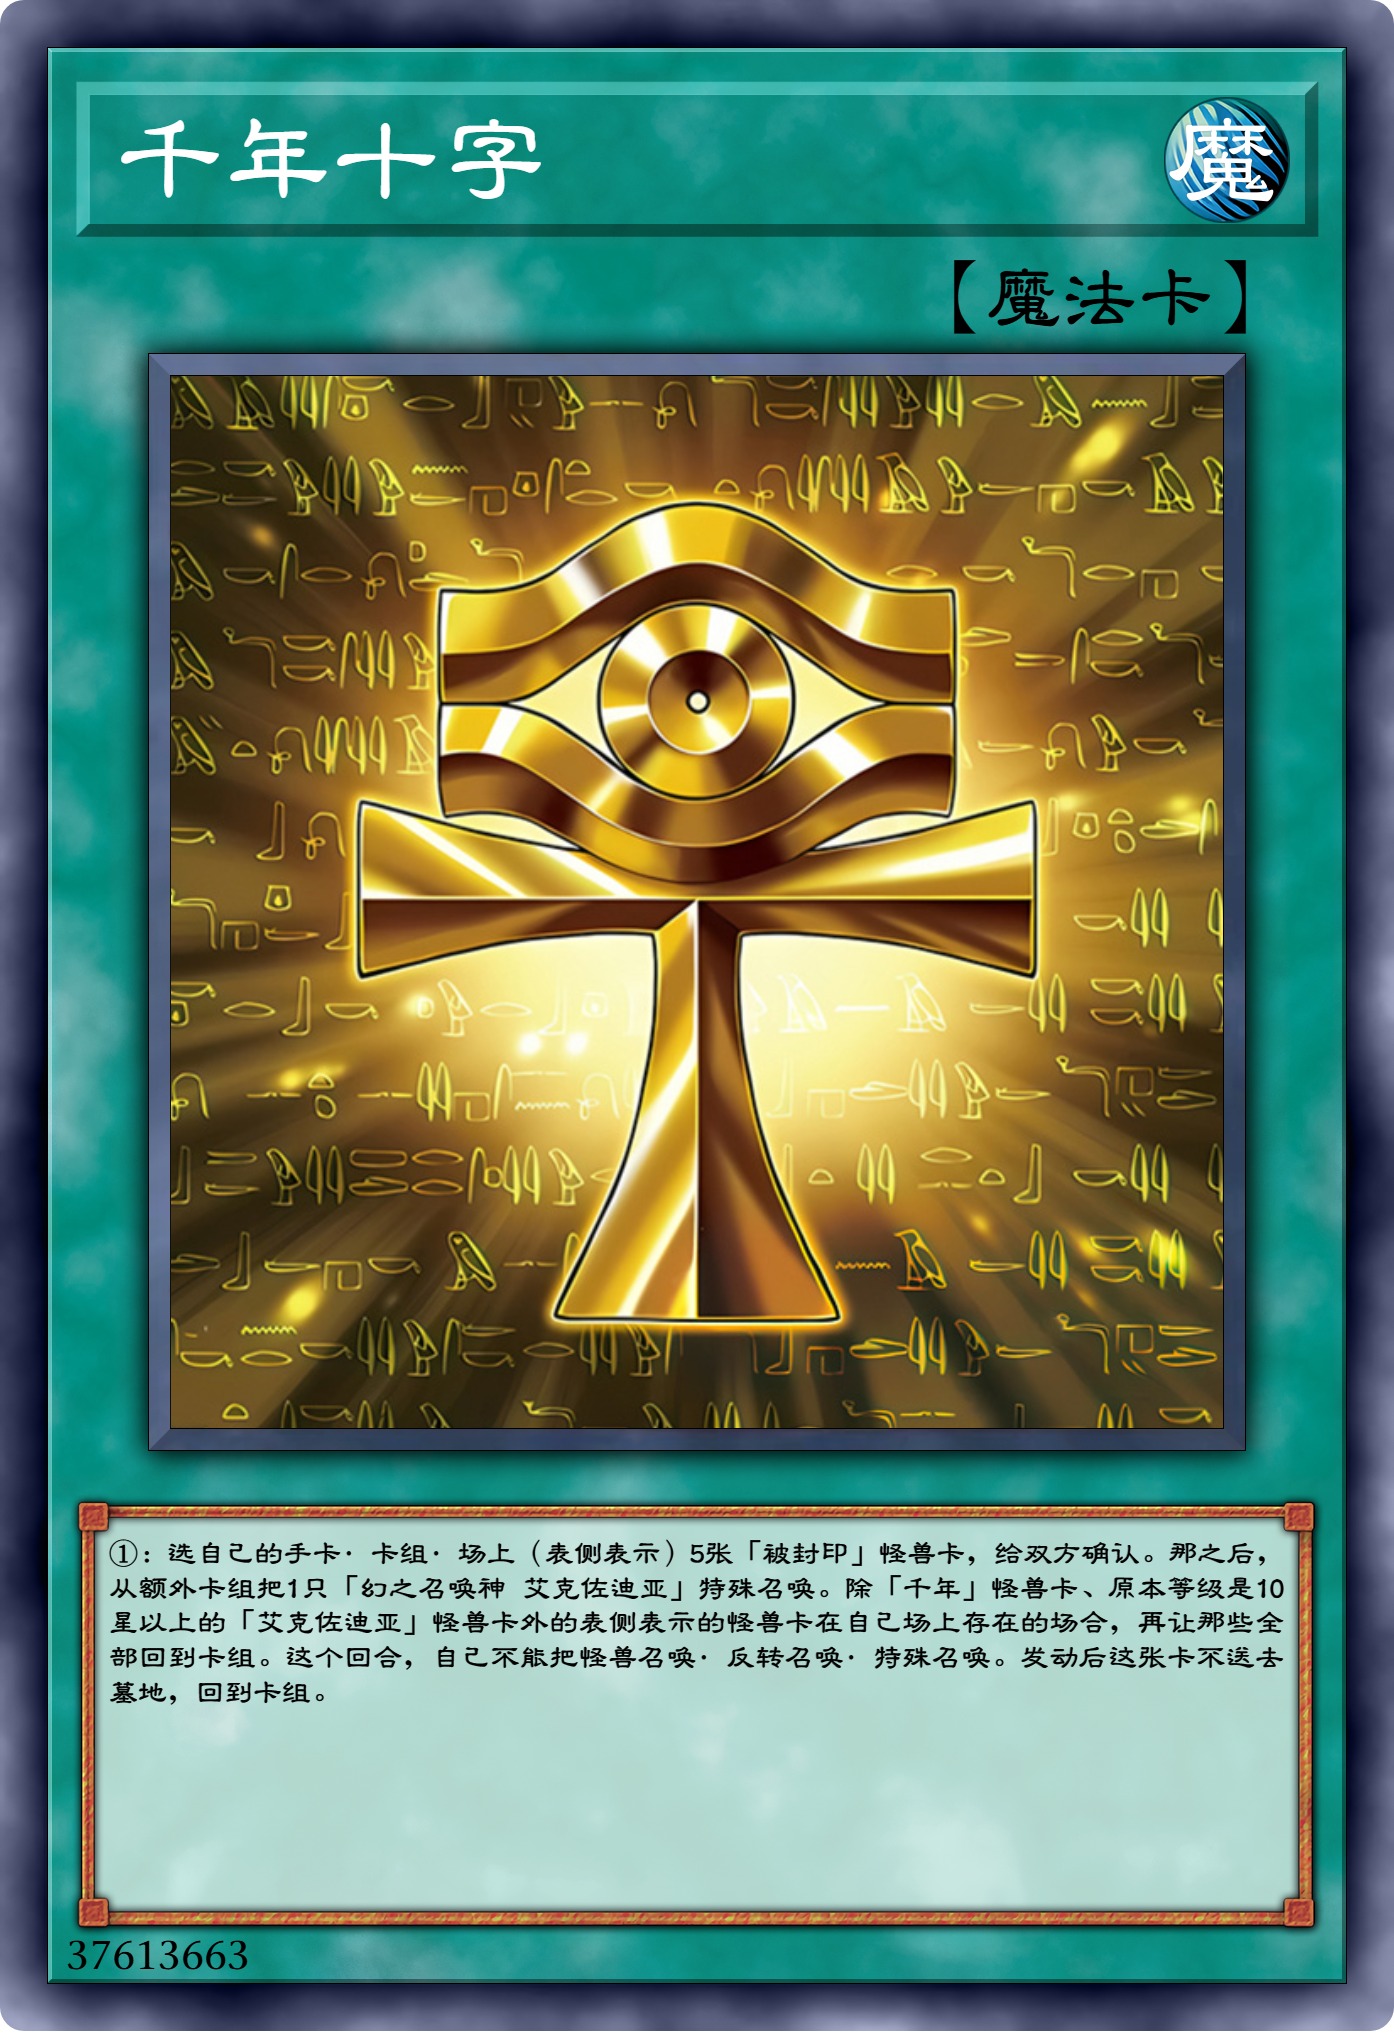 千年十字
魔
【魔法卡】
①：选自己的手卡·卡组·场上（表侧表示）5张「被封印」怪兽卡，给双方确认。那之后，
从额外卡组把1只「幻之召唤神 艾克佐迪亚」特殊召唤。除「千年」怪兽卡、原本等级是10
星以上的「艾克佐迪亚」怪兽卡外的表侧表示的怪兽卡在自己场上存在的场合，再让那些全
部回到卡组。这个回合，自己不能把怪兽召唤·反转召唤·特殊召唤。发动后这张卡不送去
墓地，回到卡组。
37613663